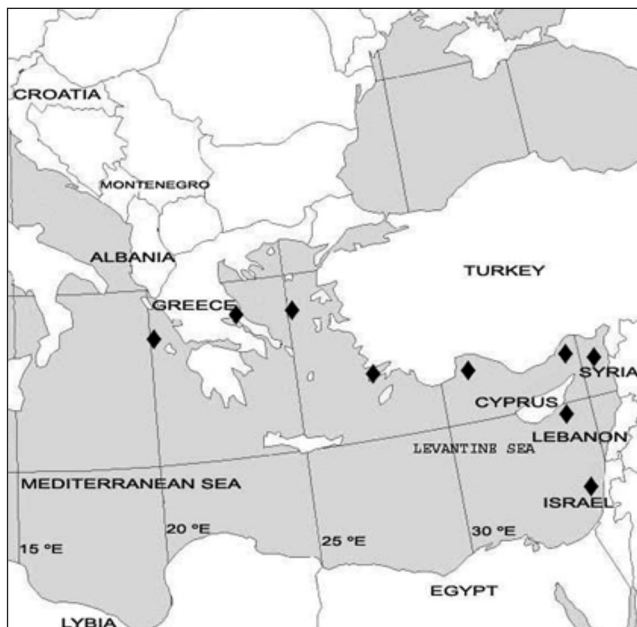 CROATIA
MONTENEGRO
ALBANIA
TURKEY
GREECE
SYRIA
CYPRUS
LEBANON
LEVANTINE SEA
MEDITERRANEAN SEA
ISRAEL
15 ºE
20 ºE
25 ºE
30 ºE
EGYPT
LYBIA